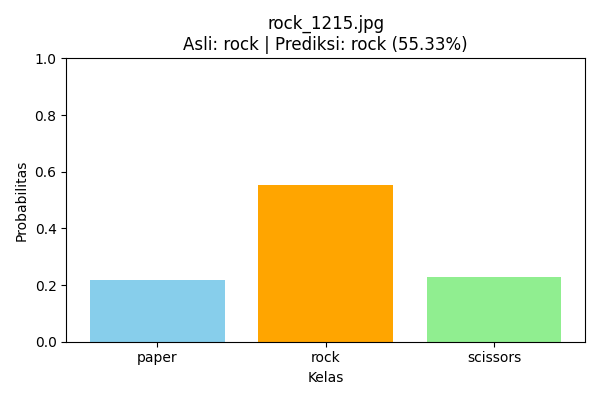 rock_1215.jpg
Asli: rock | Prediksi: rock (55.33%)
1.0
0.8
0.6
0.4
0.2
0.0
Probabilitas
paper rock scissors
Kelas